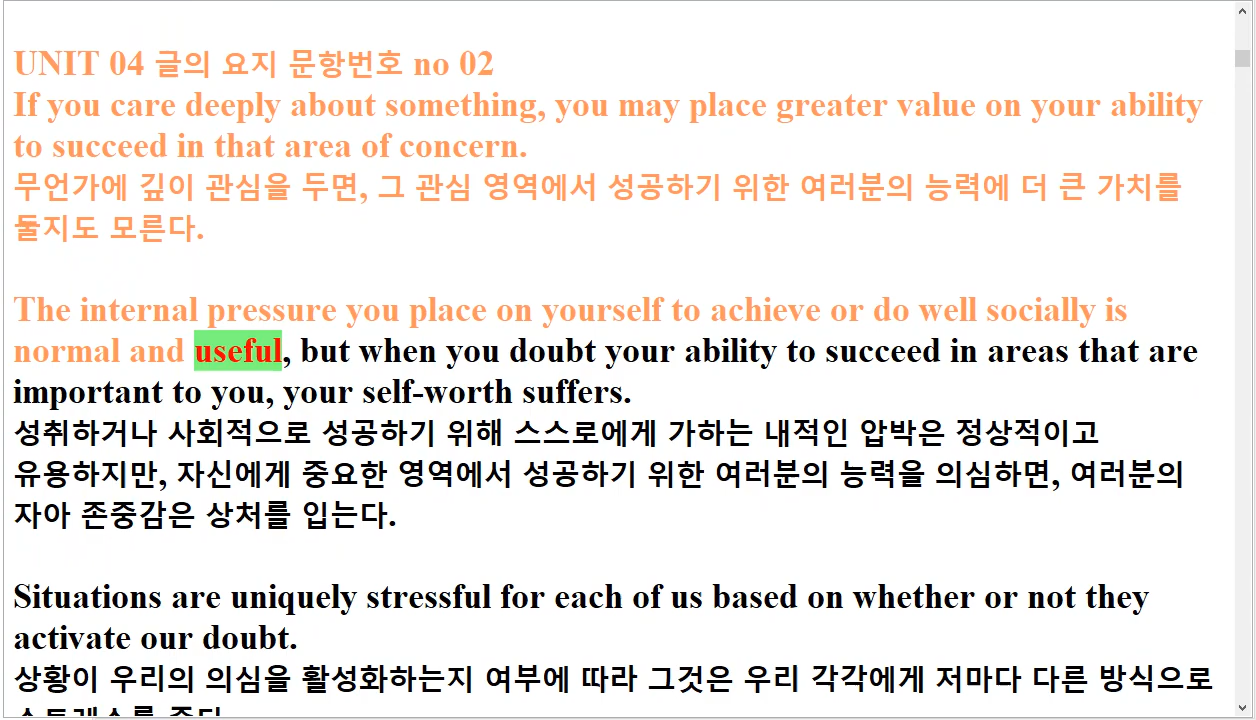 UNIT 04 글의 요지 문항번호 no 02
If you care deeply about something, you may place greater value on your ability
to succeed in that area of concern.
무언가에 깊이 관심을 두면, 그 관심 영역에서 성공하기 위한 여러분의 능력에 더 큰 가치를
둘지도 모른다.
The internal pressure you place on yourself to achieve or do well socially is
normal and useful, but when you doubt your ability to succeed in areas that are
important to you, your self-worth suffers.
성취하거나 사회적으로 성공하기 위해 스스로에게 가하는 내적인 압박은 정상적이고
유용하지만, 자신에게 중요한 영역에서 성공하기 위한 여러분의 능력을 의심하면, 여러분의
자아 존중감은 상처를 입는다.
Situations are uniquely stressful for each of us based on whether or not they
activate our doubt.
상황이 우리의 의심을 활성화하는지 여부에 따라 그것은 우리 각각에게 저마다 다른 방식으로